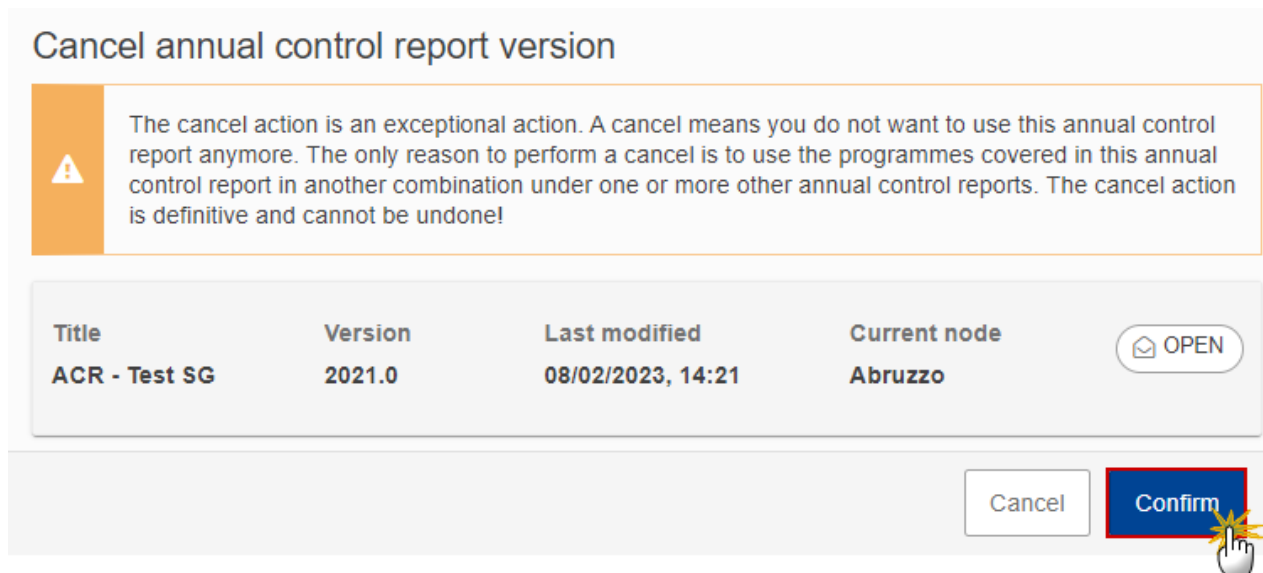 Cancel annual control report version
The cancel action is an exceptional action. A cancel means you do not want to use this annual control
report anymore. The only reason to perform a cancel is to use the programmes covered in this annual
control report in another combination under one or more other annual control reports. The cancel action
is definitive and cannot be undone!
Title Version Last modified Current node OPEN
ACR - Test SG 2021.0 08/02/2023, 14:21 Abruzzo
Cancel Confirm